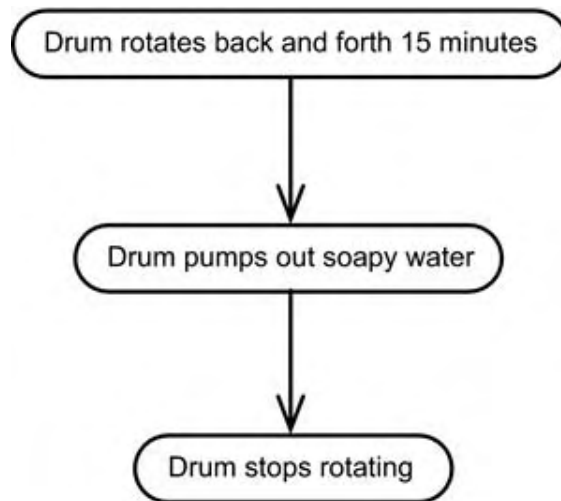 Drum rotates back and forth 15 minutes
Drum pumps out soapy water
Drum stops rotating